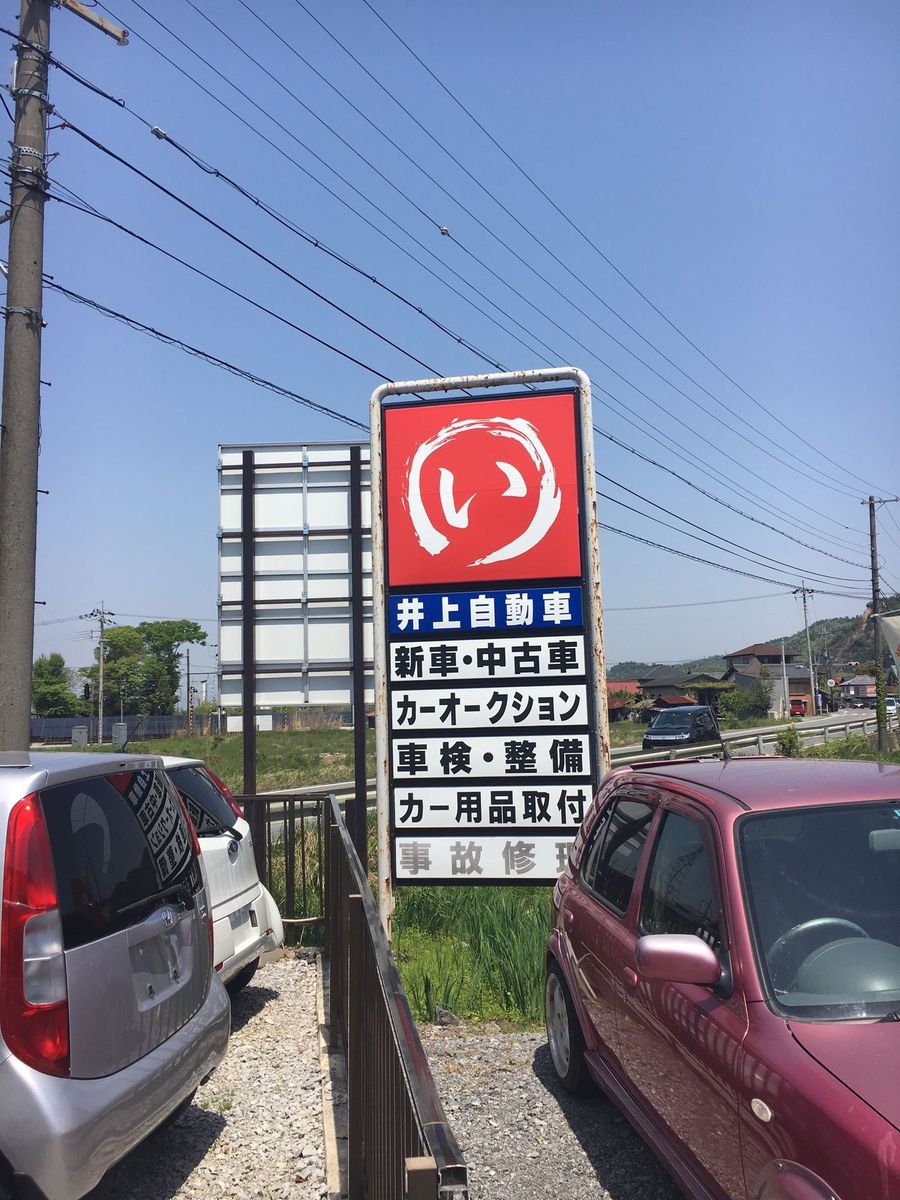 い
井上自動車
新車・中古車
カーオークション
車検・整備
カー用品取付
事故修理